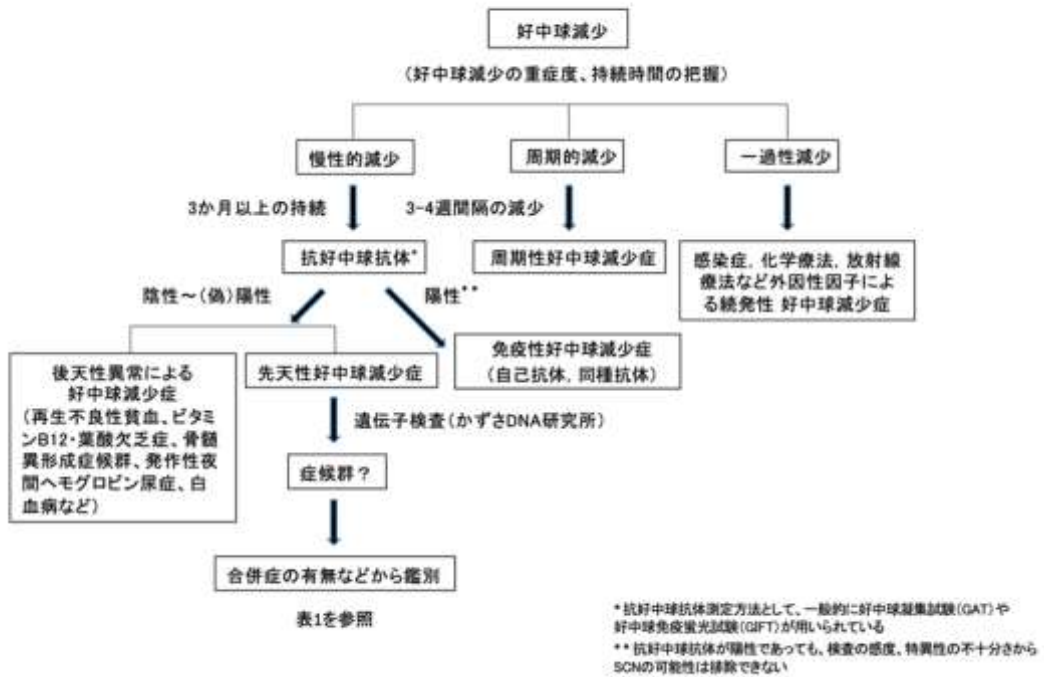 好中球減少
(好中球減少の重症度、持続時間の把握)
慢性的減少
周期的減少
一過性減少
3か月以上の持続
3-4週間隔の減少
抗好中球抗体*
周期性好中球減少症
感染症，化学療法，放射線
療法など外因性因子によ
る続発性 好中球減少症
陰性～(偽)陽性
陽性**
後天性異常による
好中球減少症
(再生不良性貧血、ビタミ
ンB12・葉酸欠乏症、骨髄
異形成症候群、発作性夜
間ヘモグロビン尿症、白
血病など)
先天性好中球減少症
免疫性好中球減少症
(自己抗体，同種抗体)
遺伝子検査(かずさDNA研究所)
症候群？
合併症の有無などから鑑別
表1を参照
*抗好中球抗体測定方法として、一般的に好中球凝集試験(GAT)や
好中球免疫蛍光試験(GIFT)が用いられている
**抗好中球抗体が陽性であっても、検査の感度、特異性の不十分さから
SCNの可能性は排除できない